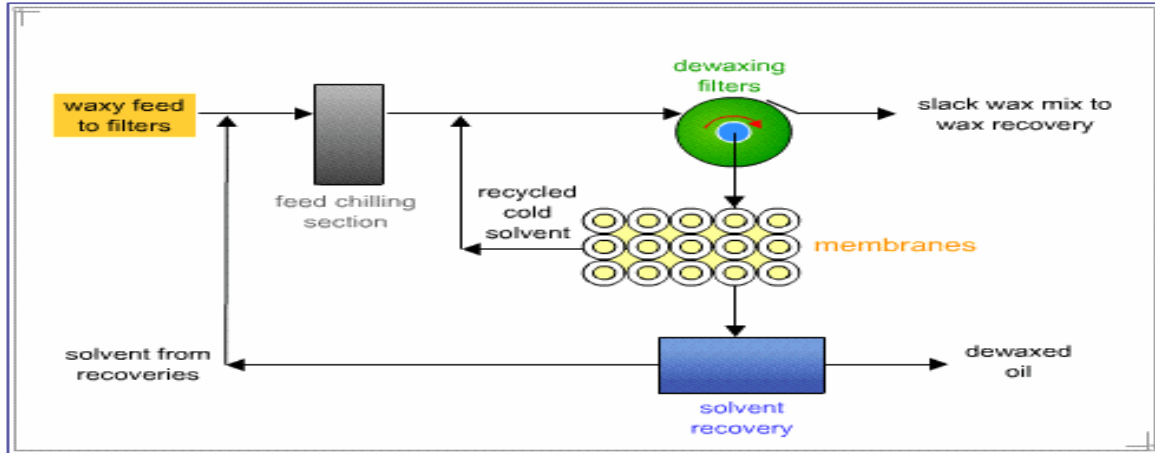 dewaxing
filters
waxy feed
to filters
slack wax mix to
wax recovery
feed chilling
section
recycled
cold
solvent
membranes
solvent from
recoveries
dewaxed
oil
solvent
recovery